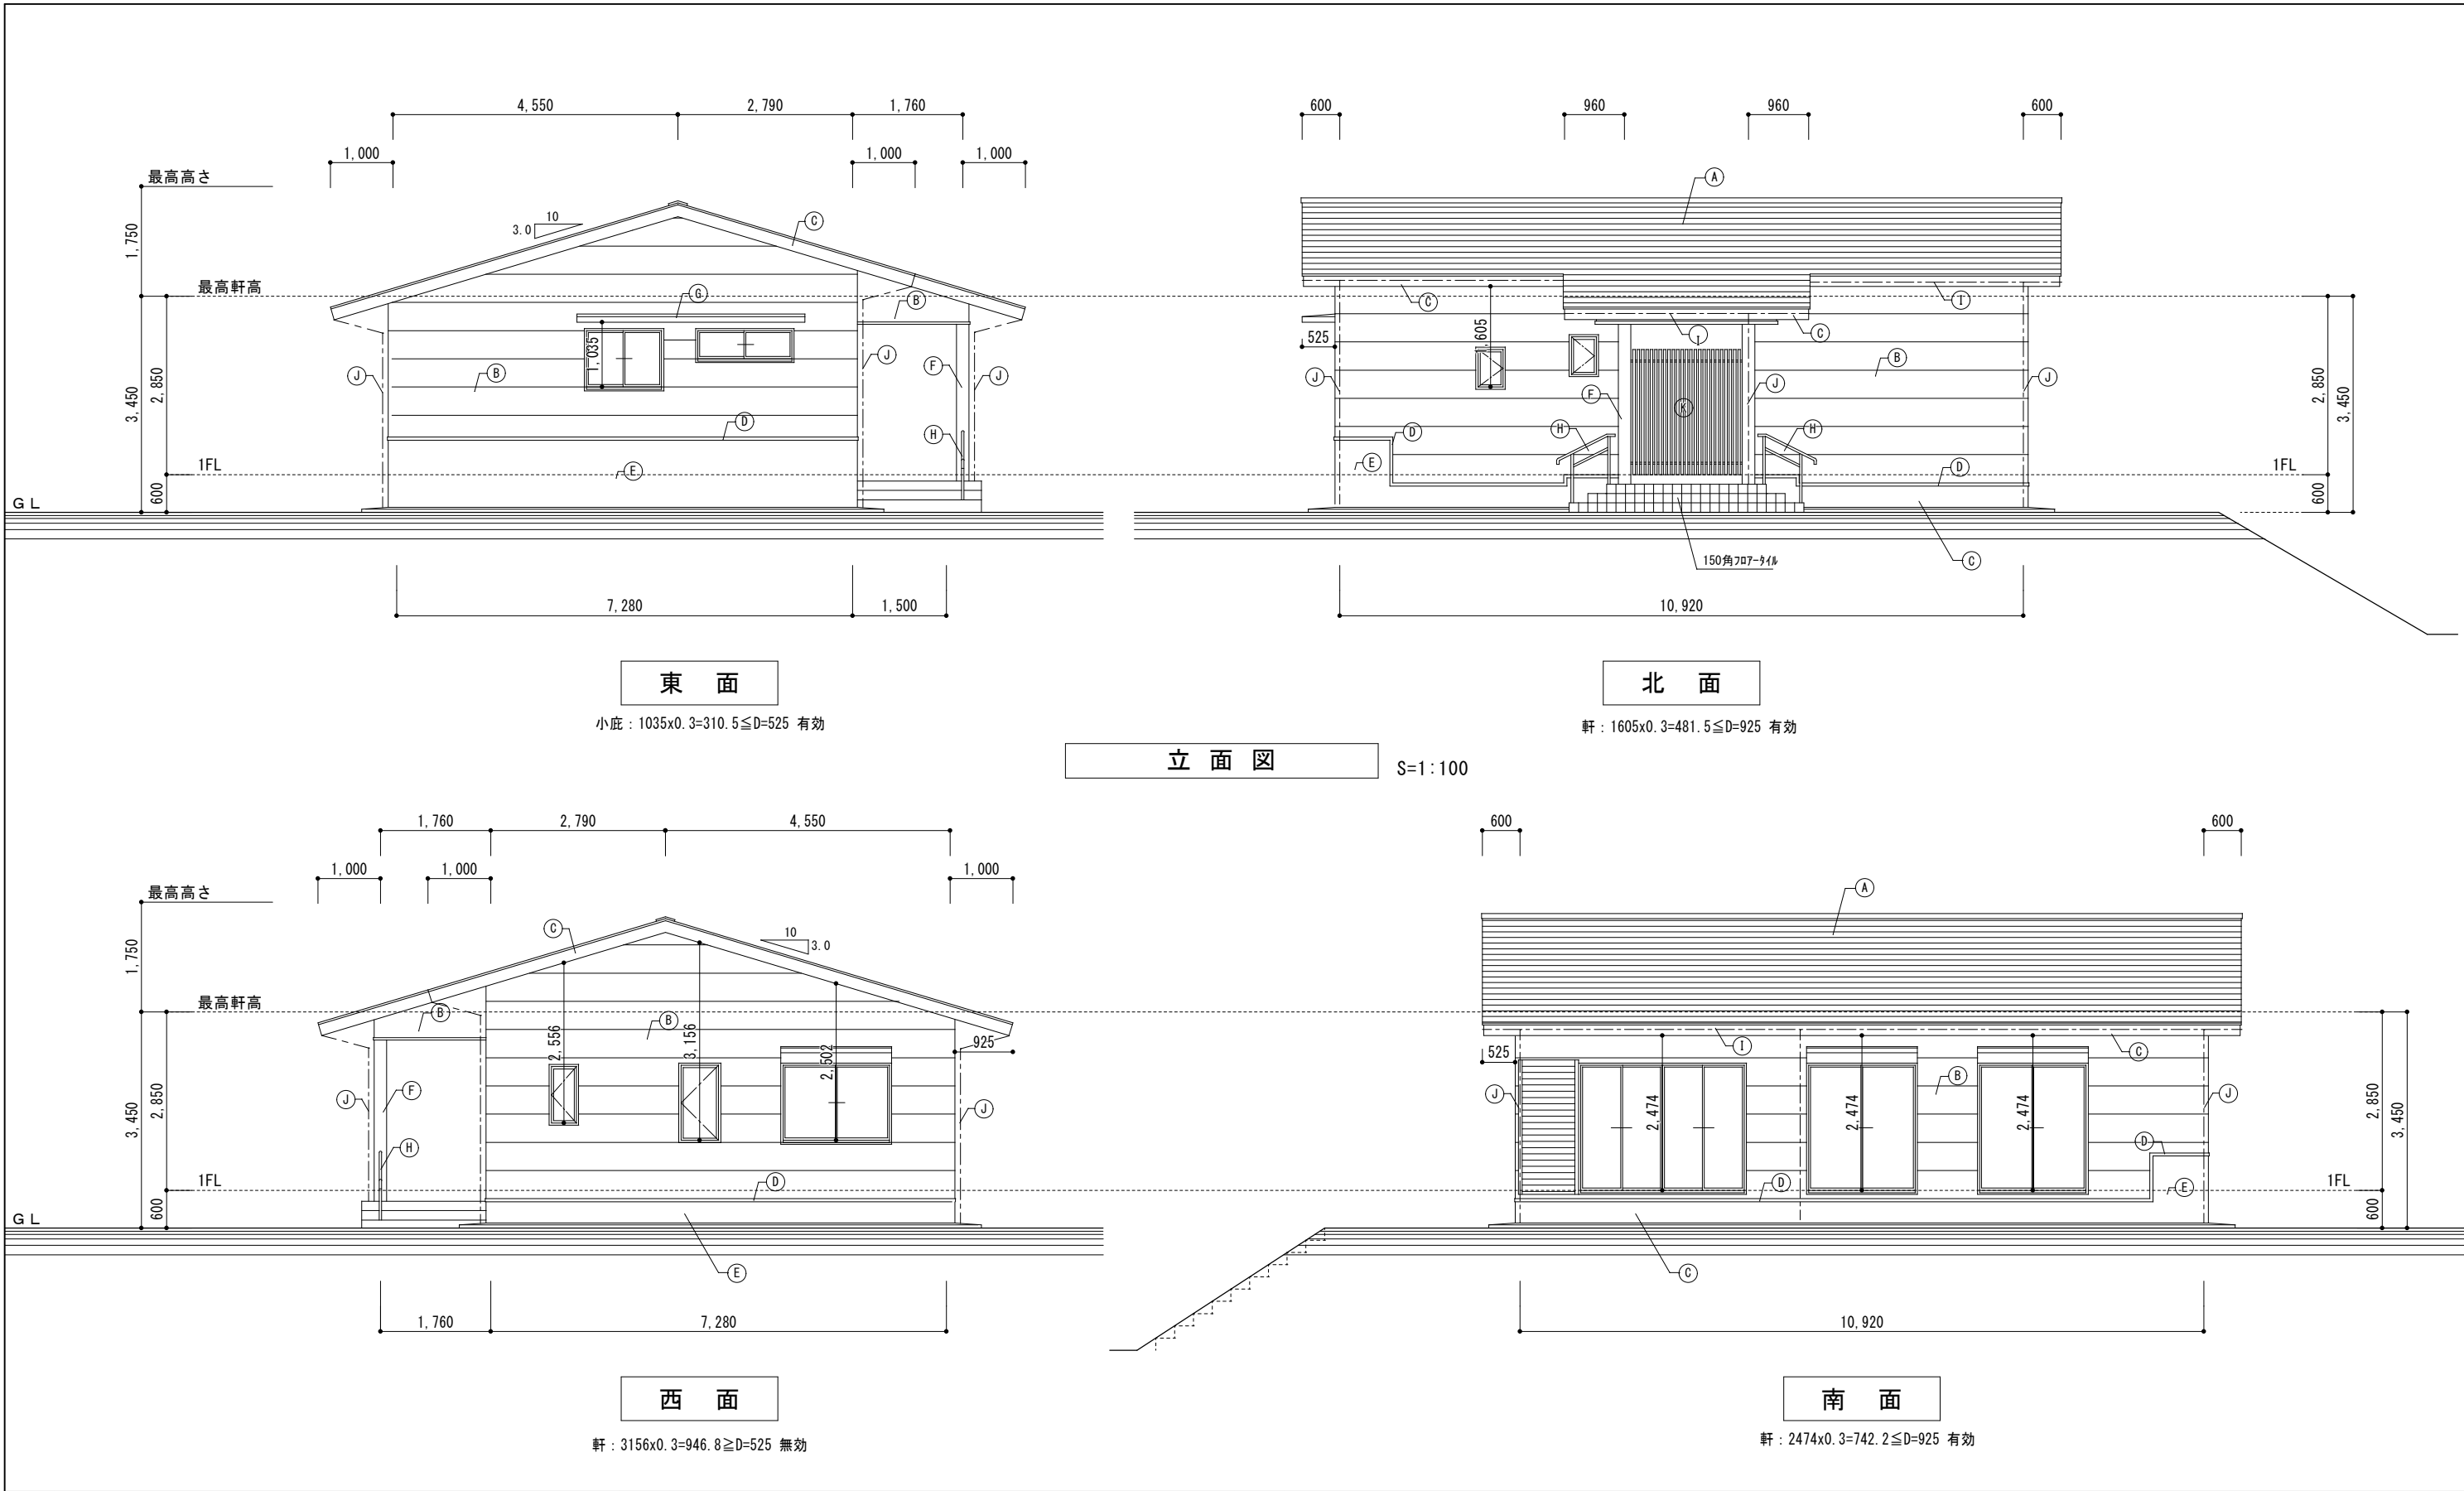 4,550
2,790
1,760
1,000
1,000
1,000
最高高さ
10
3.0
C
1,750
最高軒高
G
B
1,035
J
B
J
F
J
3,450
2,850
D
H
1FL
E
600
GL
7,280
1,500
東 面
小庇：1035x0.3=310.5≦D=525 有効
600
960
960
600
A
C
I
I
C
525
1,605
B
J
J
J
F
K
2,850
3,450
H
H
D
E
D
1FL
600
150角フロアータイル
C
10,920
北 面
軒：1605x0.3=481.5≦D=925 有効
立 面 図
S=1:100
1,760
2,790
4,550
1,000
1,000
1,000
最高高さ
C
10
3.0
1,750
最高軒高
B
B
2,556
3,156
2,502
925
J
F
J
3,450
2,850
H
D
1FL
600
GL
E
1,760
7,280
西 面
軒：3156x0.3=946.8≧D=525 無効
600
600
A
I
C
525
B
J
J
2,474
2,474
2,474
2,850
3,450
D
D
E
1FL
600
C
10,920
南 面
軒：2474x0.3=742.2≦D=925 有効